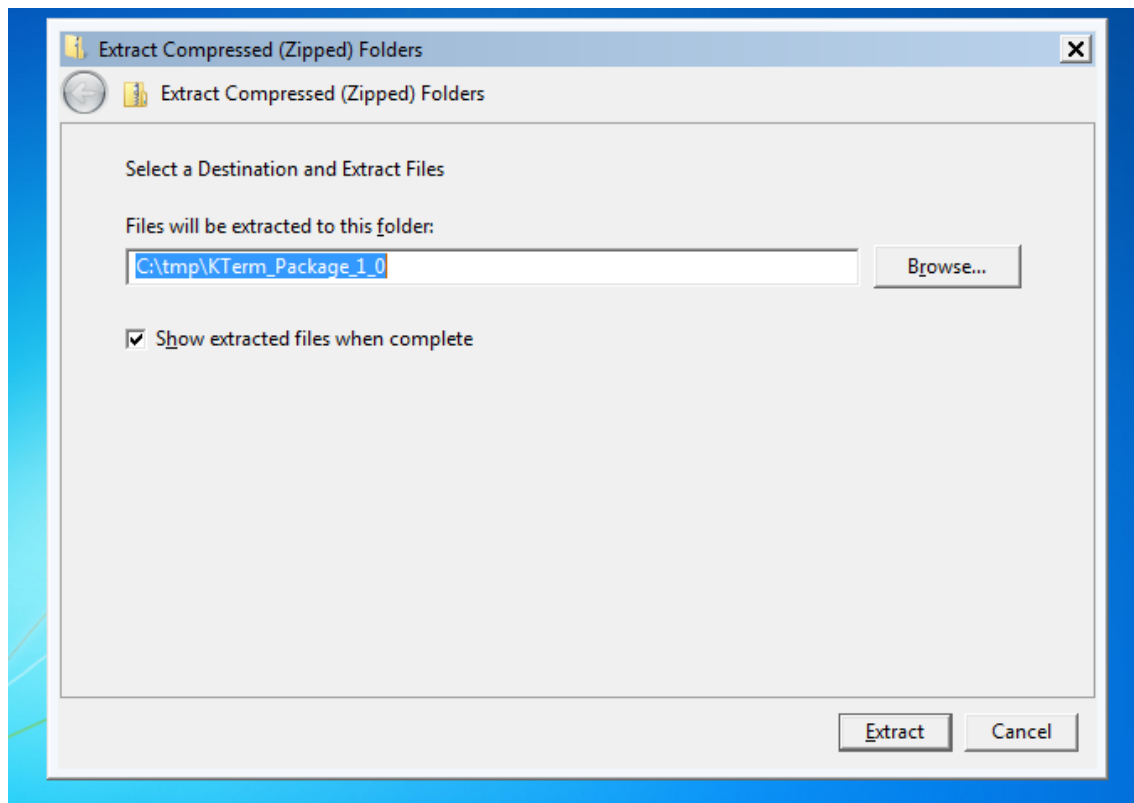 Extract Compressed (Zipped) Folders
Extract Compressed (Zipped) Folders
Select a Destination and Extract Files
Files will be extracted to this folder:
C:\tmp\KTerm_Package_1_0
Browse...
Show extracted files when complete
Extract
Cancel